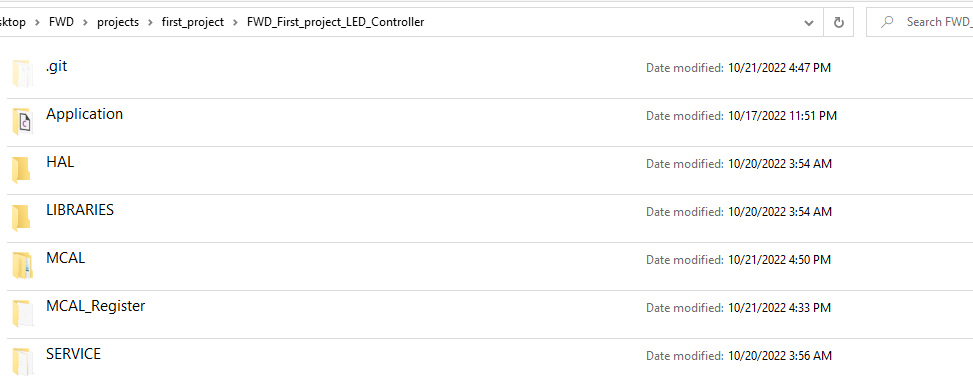 sktop > FWD > projects > first_project > FWD_First_project_LED_Controller Search FWD_
.git Date modified: 10/21/2022 4:47 PM
Application Date modified: 10/17/2022 11:51 PM
HAL Date modified: 10/20/2022 3:54 AM
LIBRARIES Date modified: 10/20/2022 3:54 AM
MCAL Date modified: 10/21/2022 4:50 PM
MCAL_Register Date modified: 10/21/2022 4:33 PM
SERVICE Date modified: 10/20/2022 3:56 AM